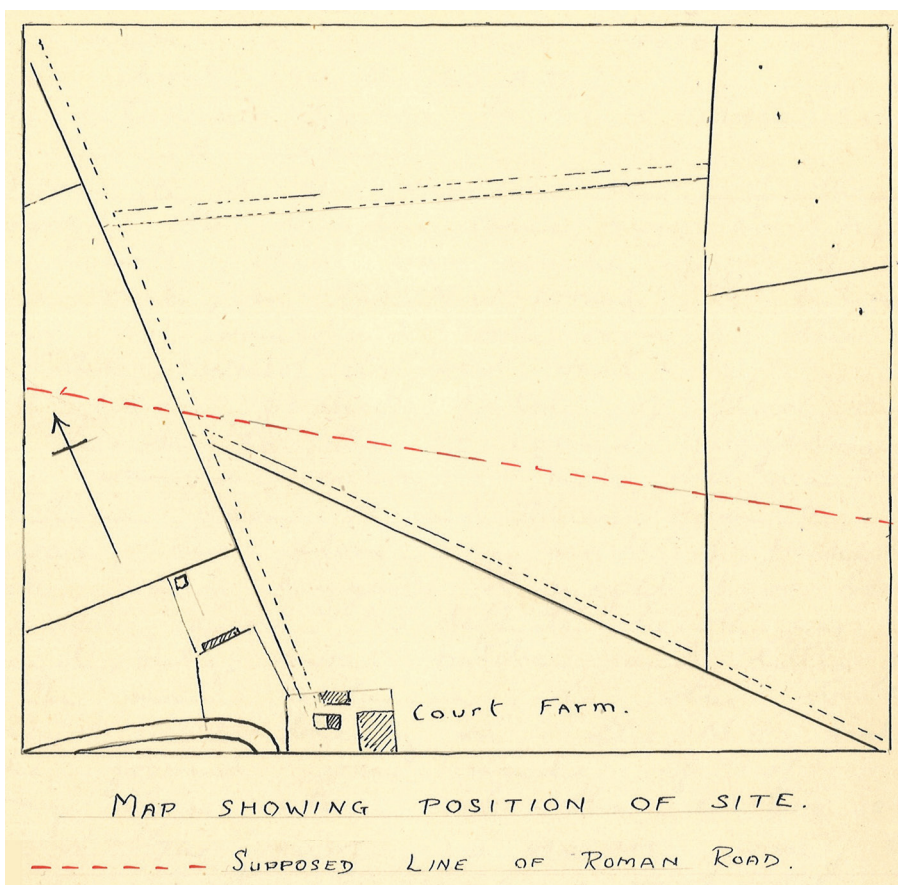 Court Farm.
MAP SHOWING POSITION OF SITE.
SUPPOSED LINE OF ROMAN ROAD.